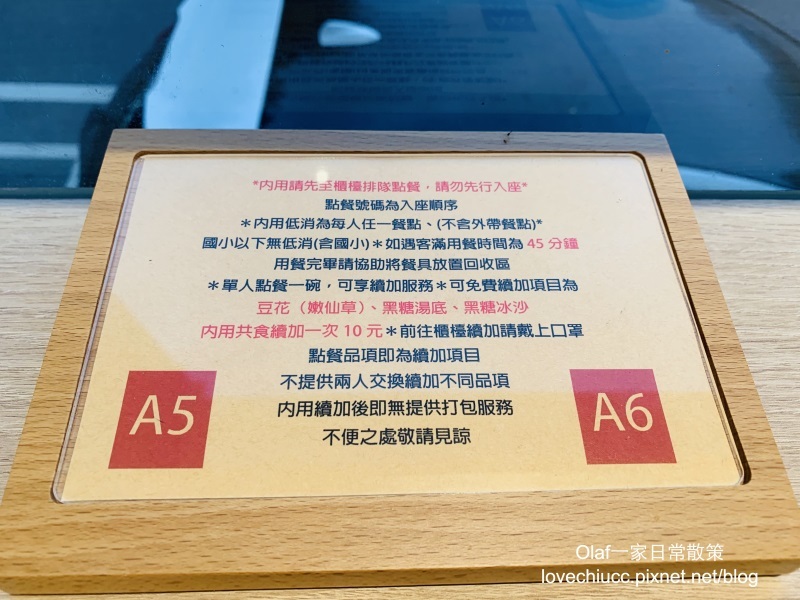 *內用請先至櫃檯排隊點餐，請勿先行入座*
點餐號碼為入座順序
＊內用低消為每人任一餐點、(不含外帶餐點)*
國小以下無低消(含國小)＊如遇客滿用餐時間為 45 分鐘
用餐完畢請協助將餐具放置回收區
＊單人點餐一碗，可享續加服務＊可免費續加項目為
豆花（嫩仙草）、黑糖湯底、黑糖冰沙
內用共食續加一次 10 元＊前往櫃檯續加請戴上口罩
點餐品項即為續加項目
不提供兩人交換續加不同品項
內用續加後即無提供打包服務
不便之處敬請見諒
A5
A6
Olaf一家日常散策
lovechiucc.pixnet.net/blog